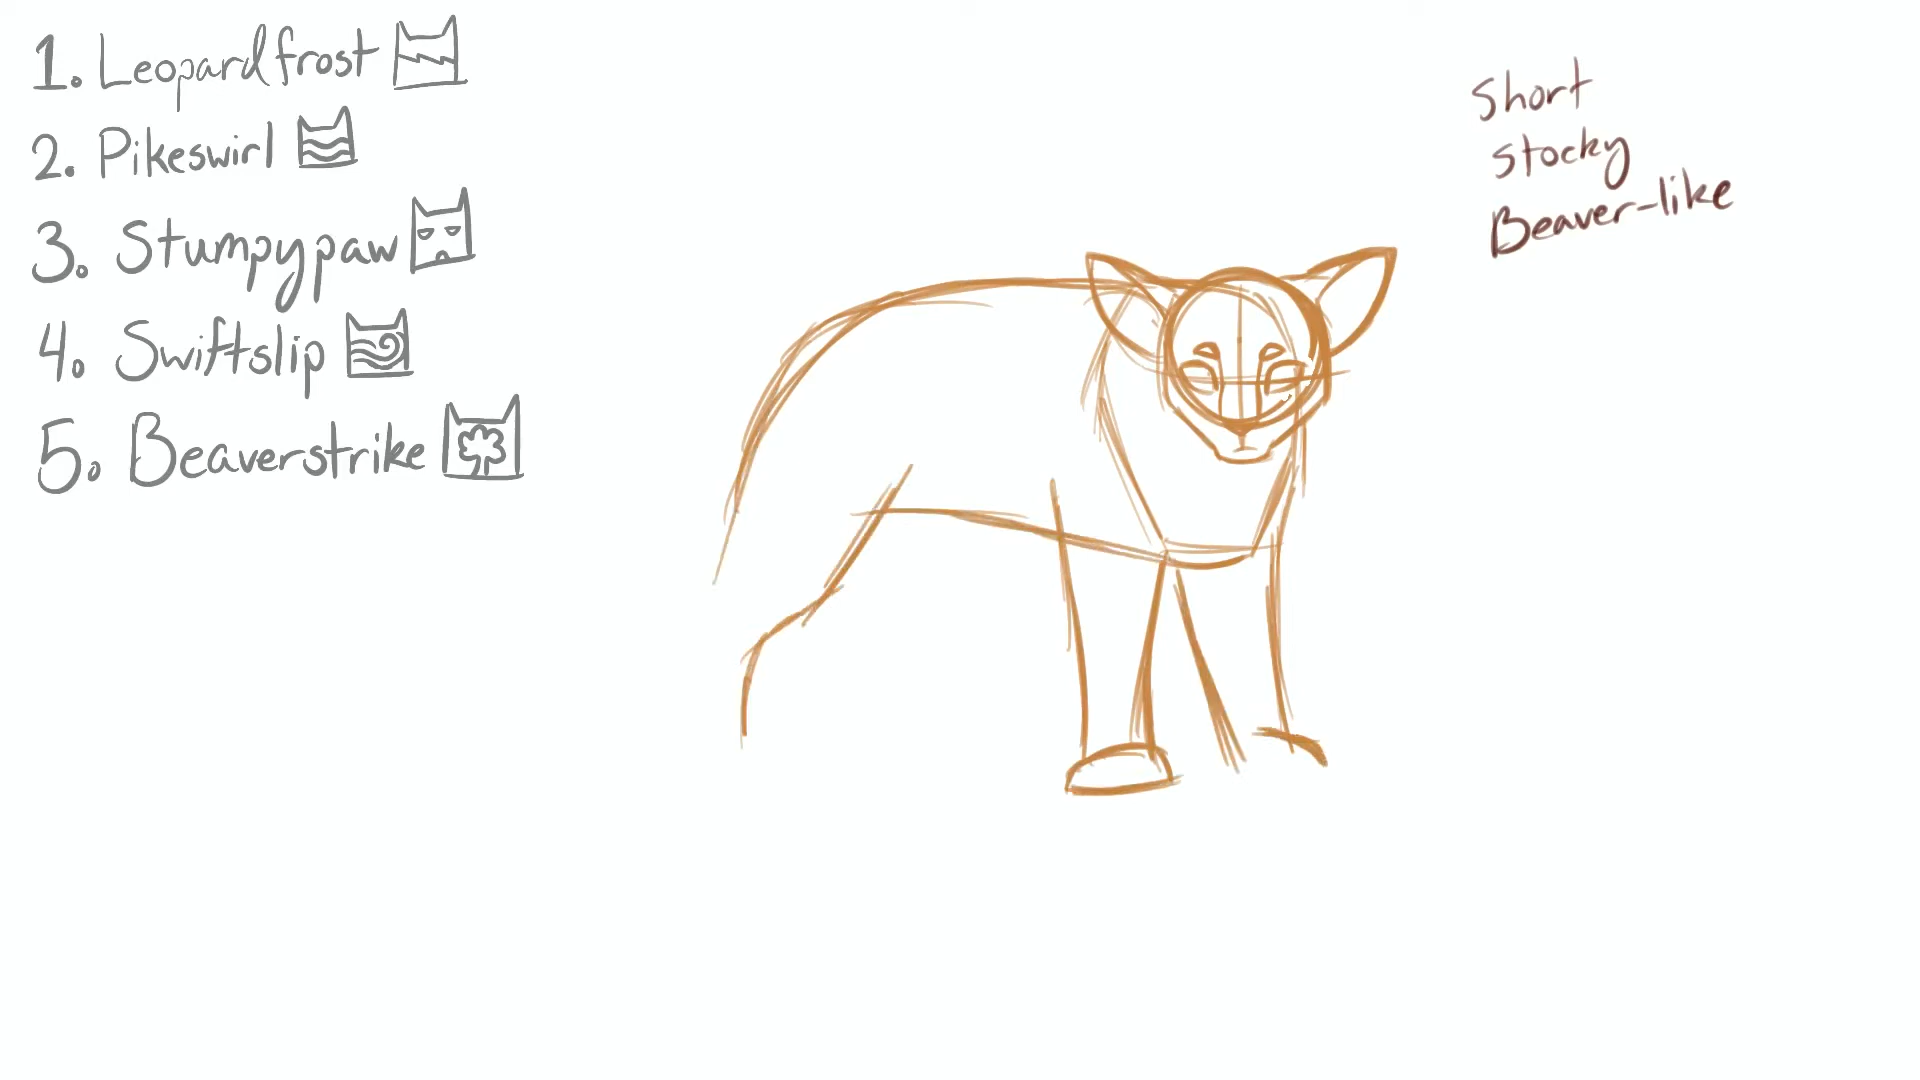 1. Leopardfrost
2. Pikeswirl
3. Stumpypaw
4. Swiftslip
5. Beaverstrike
Short
Stocky
Beaver-like